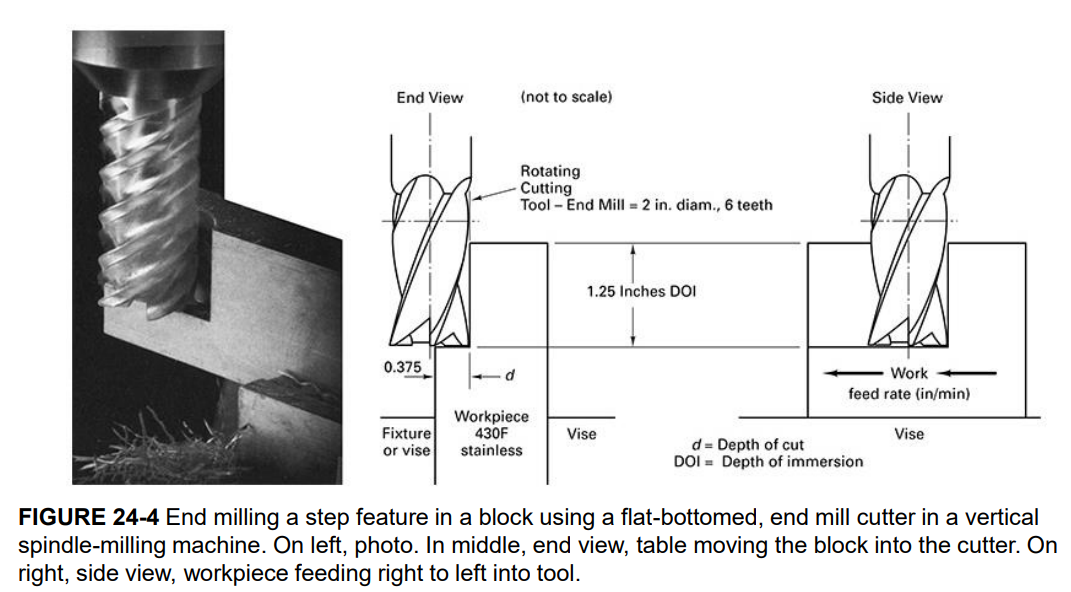 End View
(not to scale)
Side View
Rotating
Cutting
Tool – End Mill = 2 in. diam., 6 teeth
1.25 Inches DOI
0.375
d
Work
feed rate (in/min)
Workpiece
430F
stainless
Fixture
or vise
Vise
Vise
d = Depth of cut
DOI = Depth of immersion
FIGURE 24-4 End milling a step feature in a block using a flat-bottomed, end mill cutter in a vertical
spindle-milling machine. On left, photo. In middle, end view, table moving the block into the cutter. On
right, side view, workpiece feeding right to left into tool.